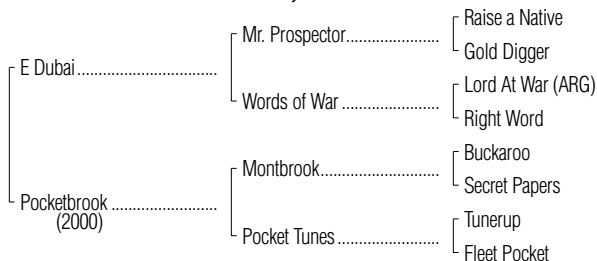 Raise a Native
Mr. Prospector....................
Gold Digger
E Dubai..............................
Lord At War (ARG)
Words of War .....................
Right Word
Buckaroo
Montbrook.........................
Secret Papers
Pocketbrook .......................
(2000)
Tunerup
Pocket Tunes ......................
Fleet Pocket